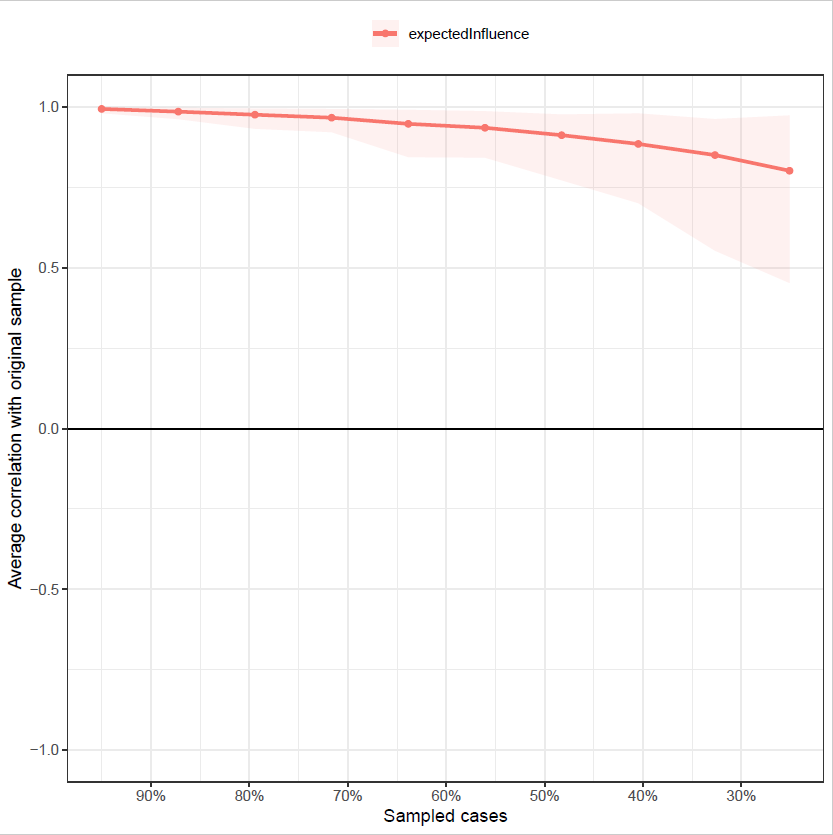 expectedInfluence
1.0
0.5
0.0
−0.5
−1.0
Average correlation with original sample
90% 80% 70% 60% 50% 40% 30%
Sampled cases